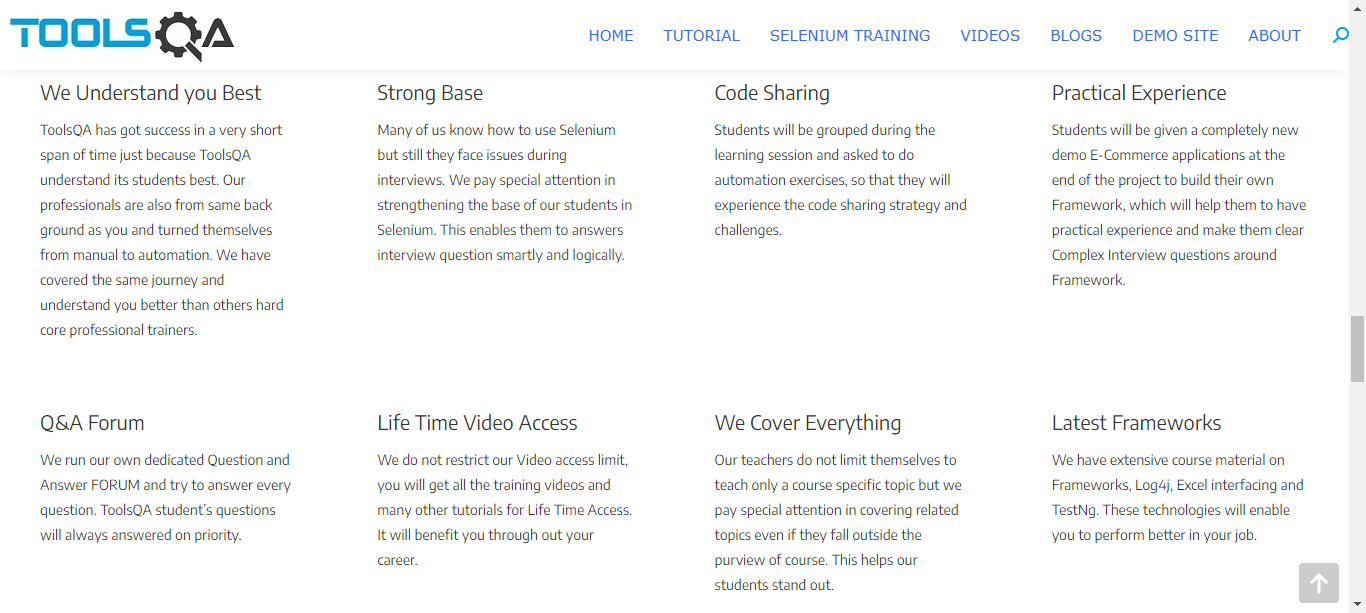 TOOLSQA
HOME TUTORIAL SELENIUM TRAINING VIDEOS BLOGS DEMO SITE ABOUT
We Understand you Best
ToolsQA has got success in a very short
span of time just because ToolsQA
understand its students best. Our
professionals are also from same back
ground as you and turned themselves
from manual to automation. We have
covered the same journey and
understand you better than others hard
core professional trainers.
Strong Base
Many of us know how to use Selenium
but still they face issues during
interviews. We pay special attention in
strengthening the base of our students in
Selenium. This enables them to answers
interview question smartly and logically.
Code Sharing
Students will be grouped during the
learning session and asked to do
automation exercises, so that they will
experience the code sharing strategy and
challenges.
Practical Experience
Students will be given a completely new
demo E-Commerce applications at the
end of the project to build their own
Framework, which will help them to have
practical experience and make them clear
Complex Interview questions around
Framework.
Q&A Forum
We run our own dedicated Question and
Answer FORUM and try to answer every
question. ToolsQA student’s questions
will always answered on priority.
Life Time Video Access
We do not restrict our Video access limit,
you will get all the training videos and
many other tutorials for Life Time Access.
It will benefit you through out your
career.
We Cover Everything
Our teachers do not limit themselves to
teach only a course specific topic but we
pay special attention in covering related
topics even if they fall outside the
purview of course. This helps our
students stand out.
Latest Frameworks
We have extensive course material on
Frameworks, Log4j, Excel interfacing and
TestNg. These technologies will enable
you to perform better in your job.